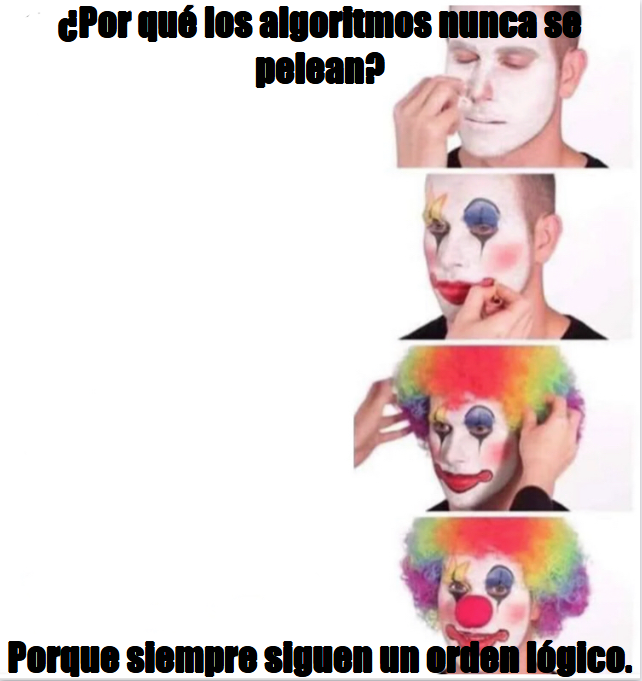 ¿Por qué los algoritmos nunca se
pelean?
Porque siempre siguen un orden lógico.